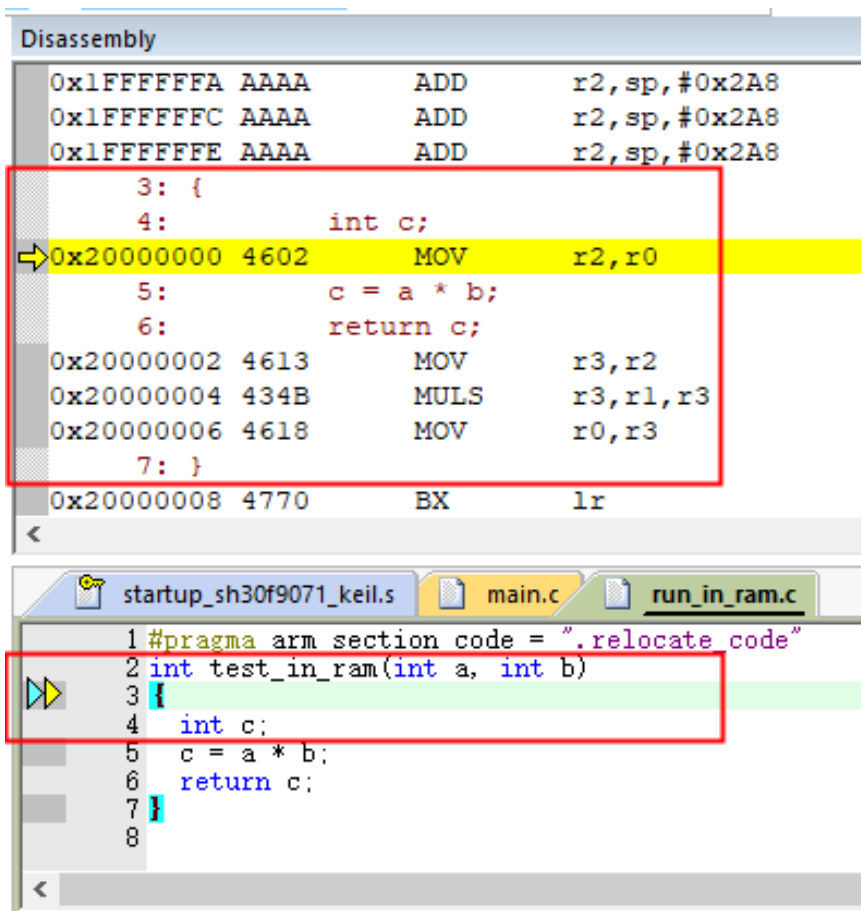 Disassembly
0x1FFFFFFA AAAA ADD r2,sp,#0x2A8
0x1FFFFFFC AAAA ADD r2,sp,#0x2A8
0x1FFFFFFE AAAA ADD r2,sp,#0x2A8
3: {
4: int c;
0x20000000 4602 MOV r2,r0
5: c = a * b;
6: return c;
0x20000002 4613 MOV r3,r2
0x20000004 434B MULS r3,r1,r3
0x20000006 4618 MOV r0,r3
7: }
0x20000008 4770 BX lr
startup_sh30f9071_keil.s main.c run_in_ram.c
1 #pragma arm section code = ".relocate_code"
2 int test_in_ram(int a, int b)
3 {
4 int c;
5 c = a * b;
6 return c;
7 }
8